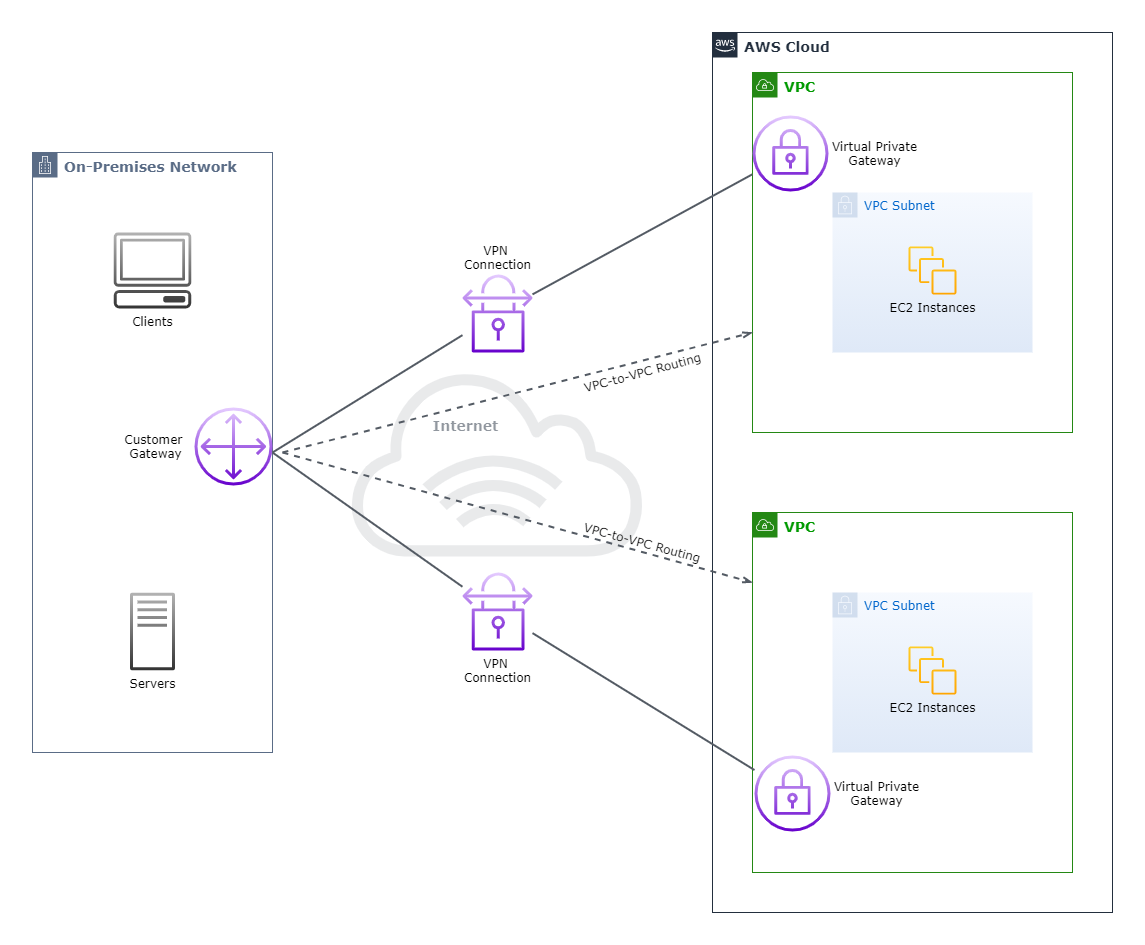 aws
AWS Cloud
VPC
Virtual Private
Gateway
On-Premises Network
VPC Subnet
VPN
Connection
EC2 Instances
Clients
VPC-to-VPC Routing
Internet
Customer
Gateway
VPC
VPC-to-VPC Routing
VPC Subnet
VPN
Connection
Servers
EC2 Instances
Virtual Private
Gateway